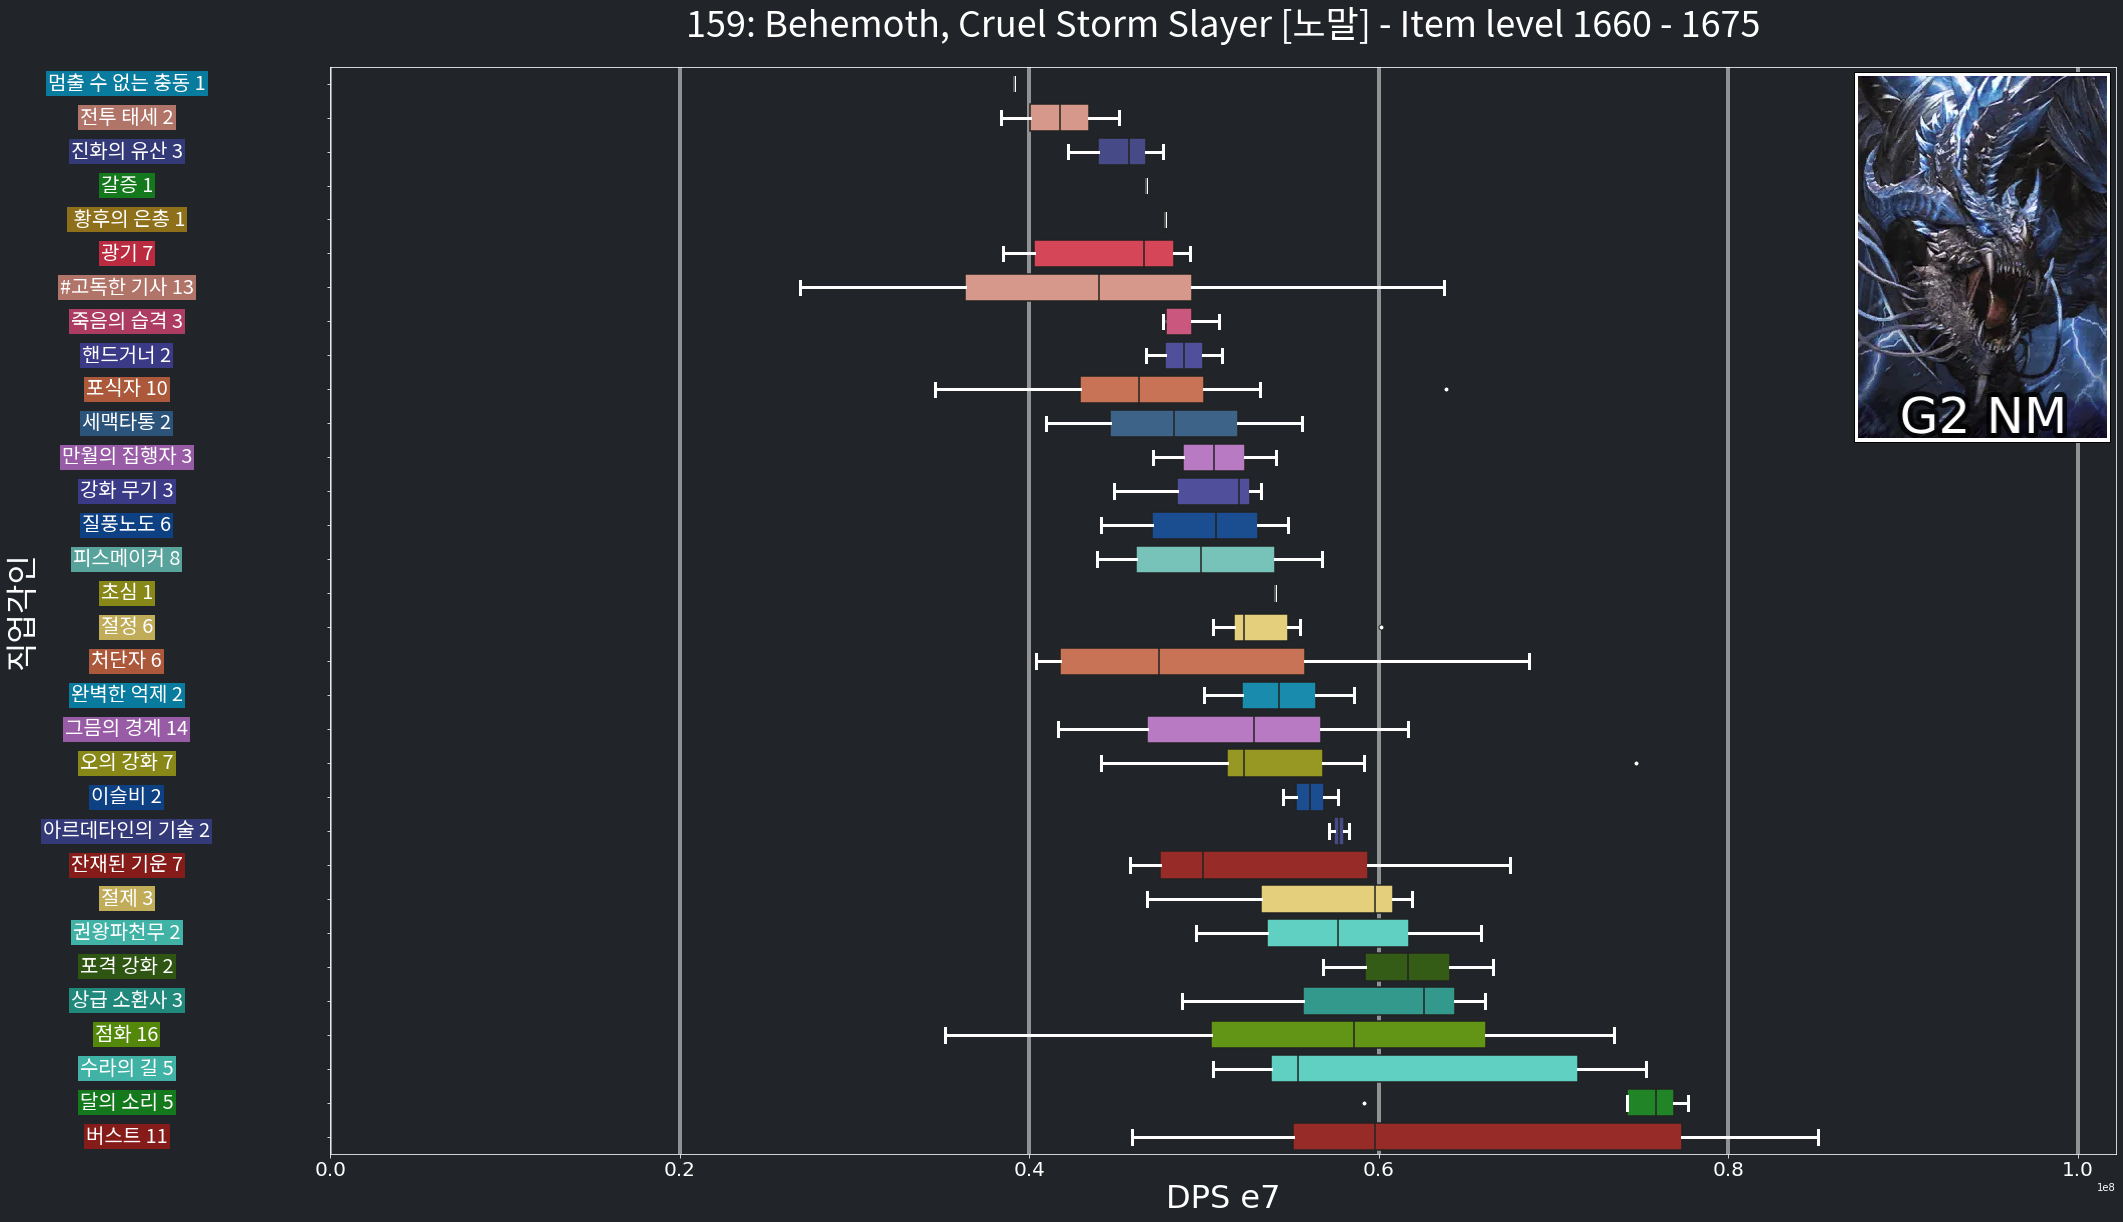 159: Behemoth, Cruel Storm Slayer [노말] - Item level 1660 - 1675
멈출 수 없는 충동 1
전투 태세 2
진화의 유산 3
갈증 1
황후의 은총 1
광기 7
#고독한 기사 13
죽음의 습격 3
핸드거너 2
포식자 10
세맥타통 2
만월의 집행자 3
강화 무기 3
질풍노도 6
피스메이커 8
초심 1
절정 6
처단자 6
완벽한 억제 2
그믐의 경계 14
오의 강화 7
이슬비 2
아르데타인의 기술 2
잔재된 기운 7
절제 3
권왕파천무 2
포격 강화 2
상급 소환사 3
점화 16
수라의 길 5
달의 소리 5
버스트 11
직업각인
G2 NM
0.0 0.2 0.4 0.6 0.8 1.0
1e8
DPS e7